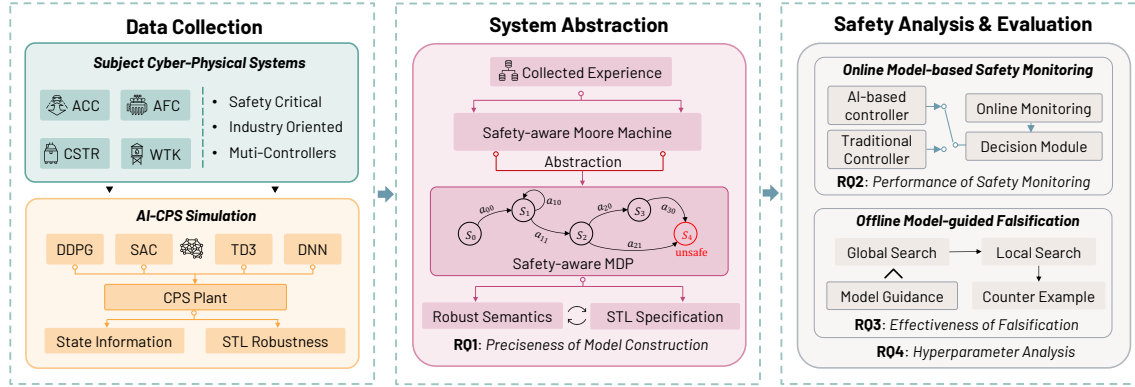 Data Collection
Subject Cyber-Physical Systems
ACC
AFC
CSTR
WTK
• Safety Critical
• Industry Oriented
• Muti-Controllers
AI-CPS Simulation
DDPG
SAC
TD3
DNN
CPS Plant
State Information
STL Robustness
System Abstraction
Collected Experience
Safety-aware Moore Machine
Abstraction
S0
a00
S1
a10
a11
S2
a20
S3
a30
a21
S4
unsafe
Safety-aware MDP
Robust Semantics
STL Specification
RQ1: Preciseness of Model Construction
Safety Analysis & Evaluation
Online Model-based Safety Monitoring
AI-based
controller
Traditional
Controller
Online Monitoring
Decision Module
RQ2: Performance of Safety Monitoring
Offline Model-guided Falsification
Global Search
Local Search
Model Guidance
Counter Example
RQ3: Effectiveness of Falsification
RQ4: Hyperparameter Analysis